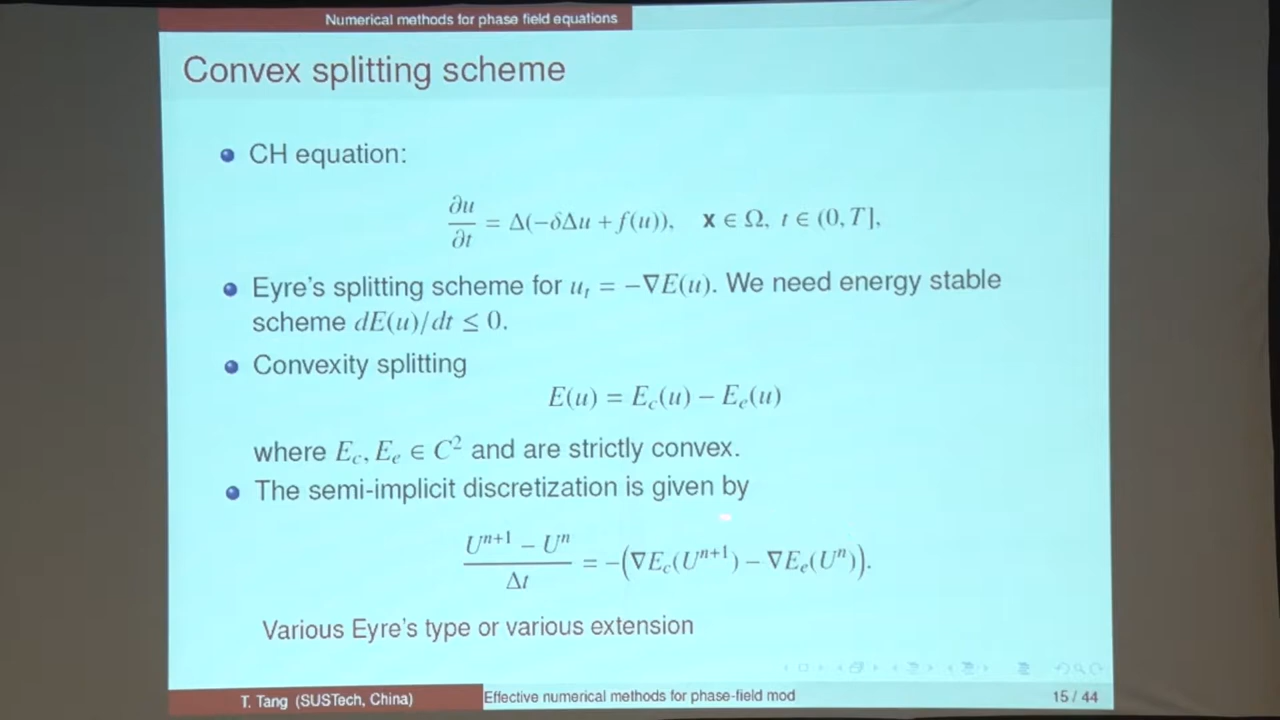 Numerical methods for phase field equations
Convex splitting scheme
CH equation:
∂u/∂t = Δ(−δΔu + f(u)), x ∈ Ω, t ∈ (0, T],
Eyre's splitting scheme for u_t = −∇E(u). We need energy stable
scheme dE(u)/dt ≤ 0.
Convexity splitting
E(u) = E_c(u) − E_e(u)
where E_c, E_e ∈ C² and are strictly convex.
The semi-implicit discretization is given by
(U^{n+1} − U^n)/Δt = −(∇E_c(U^{n+1}) − ∇E_e(U^n)).
Various Eyre's type or various extension
T. Tang (SUSTech, China) Effective numerical methods for phase-field mod 15 / 44